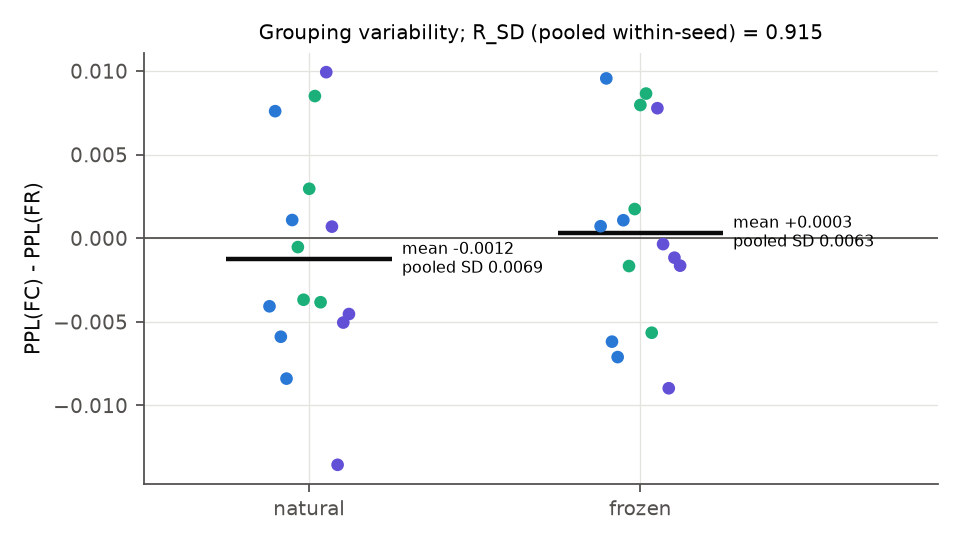 Grouping variability; R_SD (pooled within-seed) = 0.915
PPL(FC) - PPL(FR)
0.010
0.005
0.000
−0.005
−0.010
mean -0.0012
pooled SD 0.0069
mean +0.0003
pooled SD 0.0063
natural
frozen